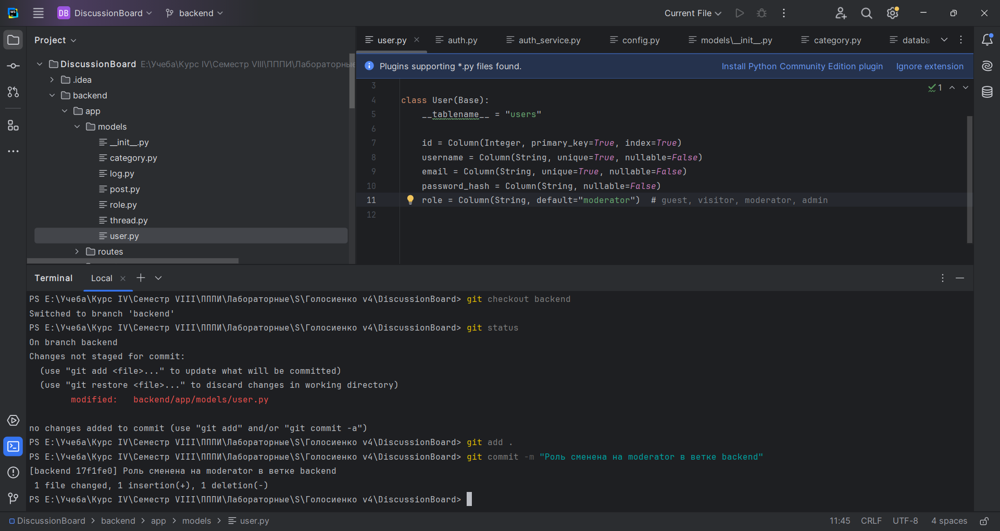 WS
DB DiscussionBoard
backend
Current File
Project
DiscussionBoard E:\Учеба\Курс IV\Семестр VIII\ПППИ\Лабораторные
.idea
backend
app
models
__init__.py
category.py
log.py
post.py
role.py
thread.py
user.py
routes
user.py
auth.py
auth_service.py
config.py
models\__init__.py
category.py
databa
Plugins supporting *.py files found.
Install Python Community Edition plugin
Ignore extension
1
3
4 class User(Base):
5 __tablename__ = "users"
6
7 id = Column(Integer, primary_key=True, index=True)
8 username = Column(String, unique=True, nullable=False)
9 email = Column(String, unique=True, nullable=False)
10 password_hash = Column(String, nullable=False)
11 role = Column(String, default="moderator") # guest, visitor, moderator, admin
12
Terminal
Local
PS E:\Учеба\Курс IV\Семестр VIII\ПППИ\Лабораторные\S\Голосиенко v4\DiscussionBoard> git checkout backend
Switched to branch 'backend'
PS E:\Учеба\Курс IV\Семестр VIII\ПППИ\Лабораторные\S\Голосиенко v4\DiscussionBoard> git status
On branch backend
Changes not staged for commit:
(use "git add <file>..." to update what will be committed)
(use "git restore <file>..." to discard changes in working directory)
modified: backend/app/models/user.py
no changes added to commit (use "git add" and/or "git commit -a")
PS E:\Учеба\Курс IV\Семестр VIII\ПППИ\Лабораторные\S\Голосиенко v4\DiscussionBoard> git add .
PS E:\Учеба\Курс IV\Семестр VIII\ПППИ\Лабораторные\S\Голосиенко v4\DiscussionBoard> git commit -m "Роль сменена на moderator в ветке backend"
[backend 17f1fe0] Роль сменена на moderator в ветке backend
1 file changed, 1 insertion(+), 1 deletion(-)
PS E:\Учеба\Курс IV\Семестр VIII\ПППИ\Лабораторные\S\Голосиенко v4\DiscussionBoard>
DiscussionBoard > backend > app > models > user.py
11:45 CRLF UTF-8 4 spaces